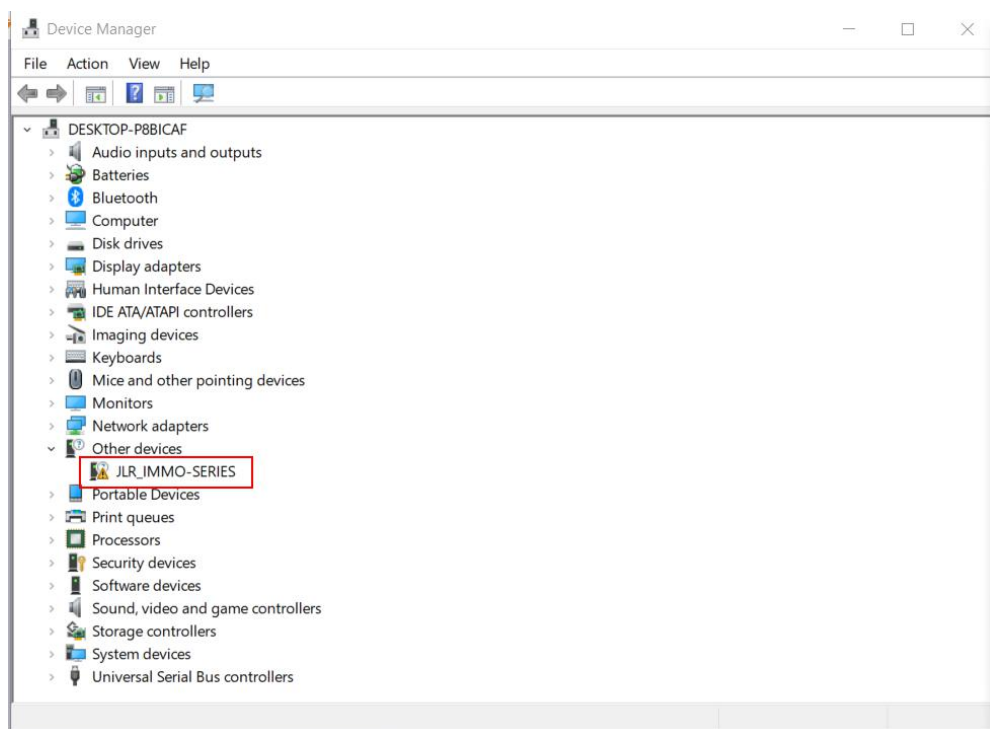 Device Manager
File Action View Help
DESKTOP-P8BICAF
Audio inputs and outputs
Batteries
Bluetooth
Computer
Disk drives
Display adapters
Human Interface Devices
IDE ATA/ATAPI controllers
Imaging devices
Keyboards
Mice and other pointing devices
Monitors
Network adapters
Other devices
JLR_IMMO-SERIES
Portable Devices
Print queues
Processors
Security devices
Software devices
Sound, video and game controllers
Storage controllers
System devices
Universal Serial Bus controllers